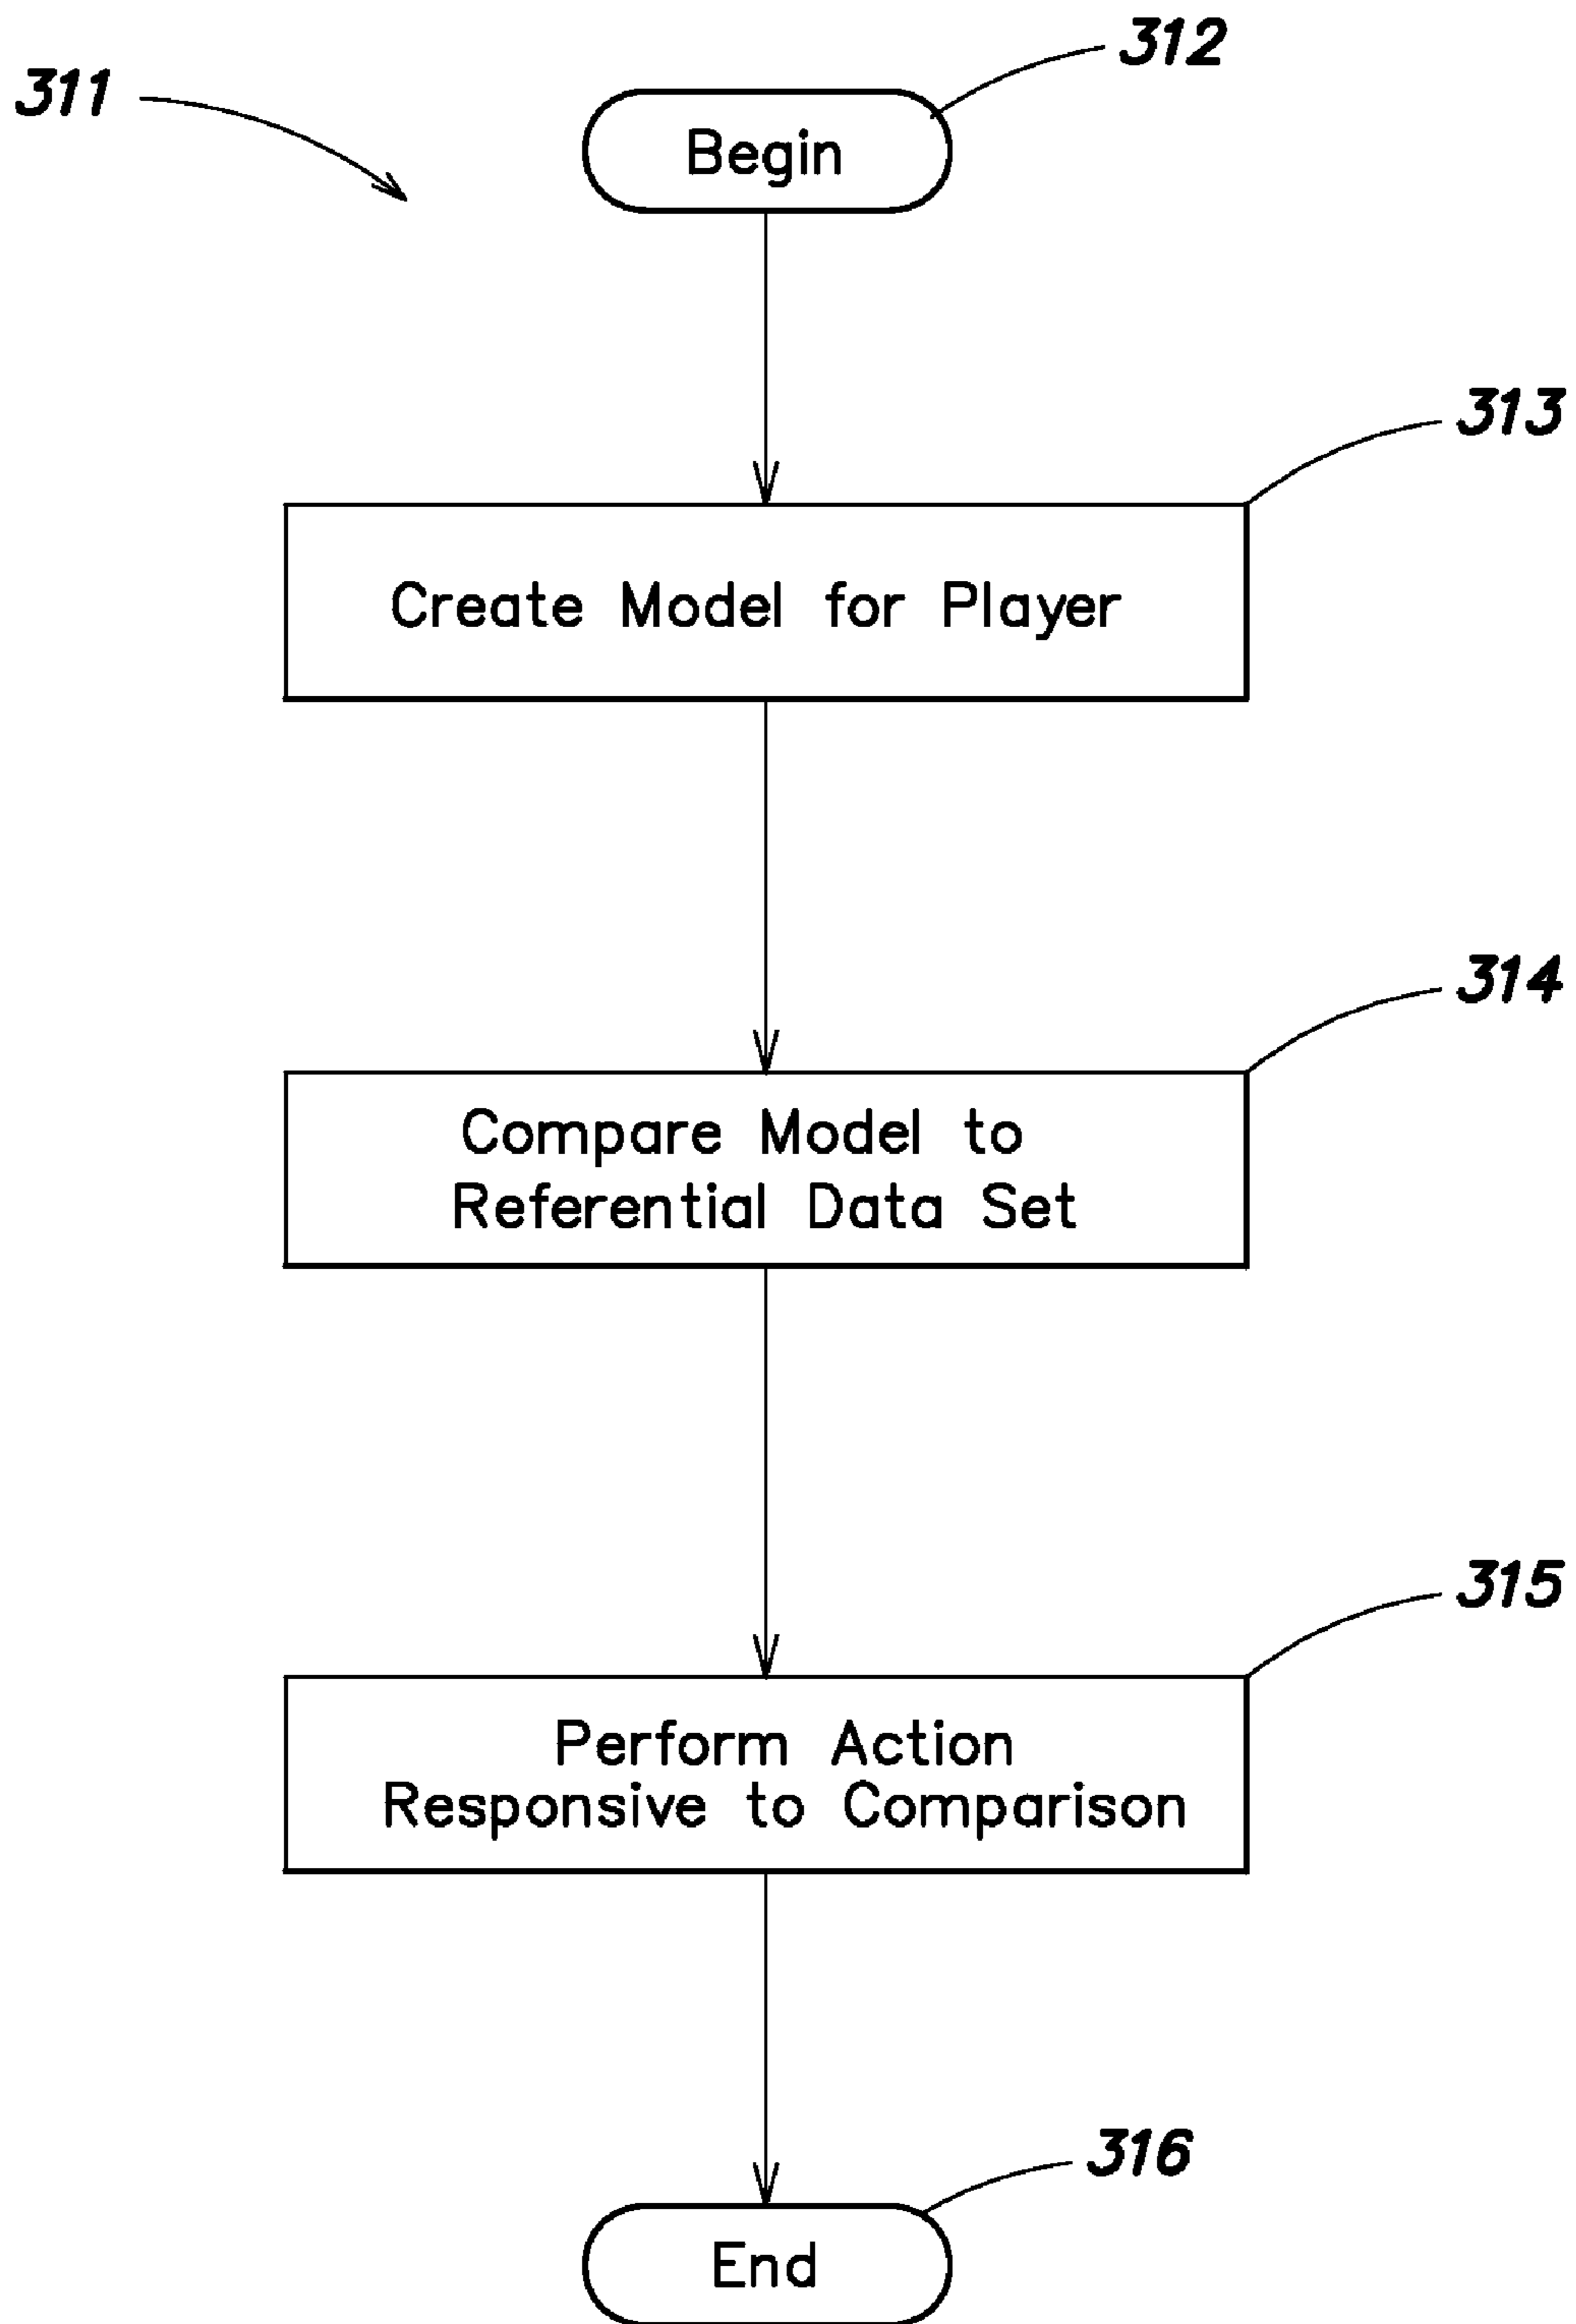 312
311
Begin
313
Create Model for Player
314
Compare Model to
Referential Data Set
315
Perform Action
Responsive to Comparison
316
End